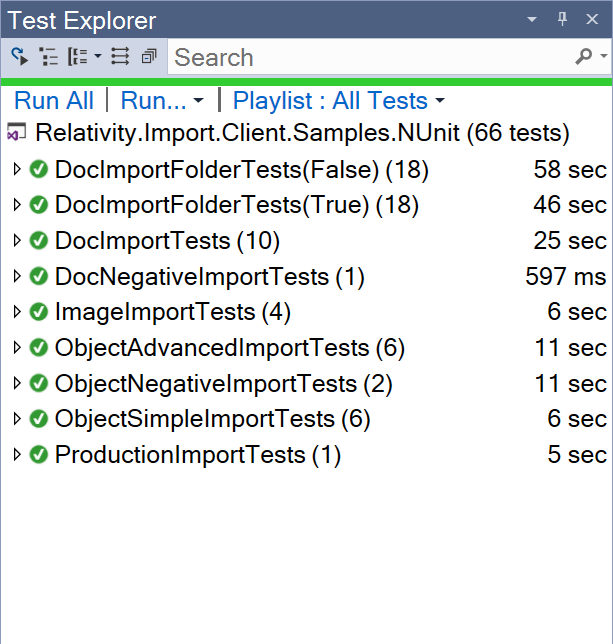 Test Explorer
Search
Run All | Run... | Playlist : All Tests
Relativity.Import.Client.Samples.NUnit (66 tests)
DocImportFolderTests(False) (18) 58 sec
DocImportFolderTests(True) (18) 46 sec
DocImportTests (10) 25 sec
DocNegativeImportTests (1) 597 ms
ImageImportTests (4) 6 sec
ObjectAdvancedImportTests (6) 11 sec
ObjectNegativeImportTests (2) 11 sec
ObjectSimpleImportTests (6) 6 sec
ProductionImportTests (1) 5 sec